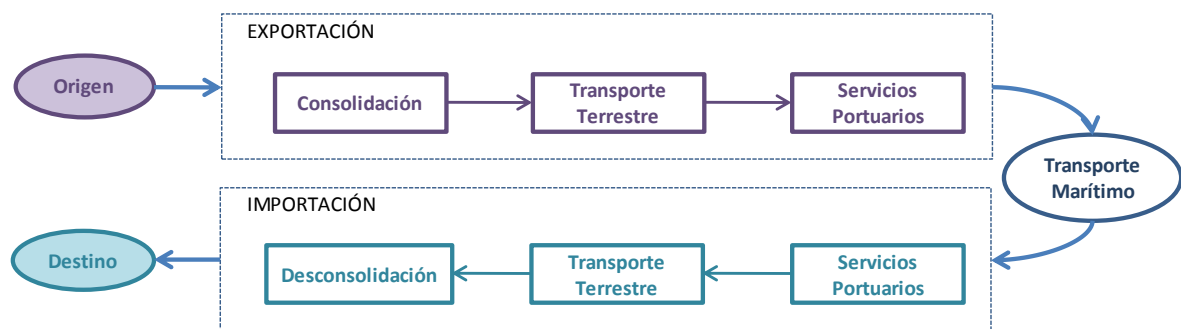 EXPORTACIÓN
Origen
Consolidación
Transporte
Terrestre
Servicios
Portuarios
Transporte
Marítimo
IMPORTACIÓN
Destino
Desconsolidación
Transporte
Terrestre
Servicios
Portuarios